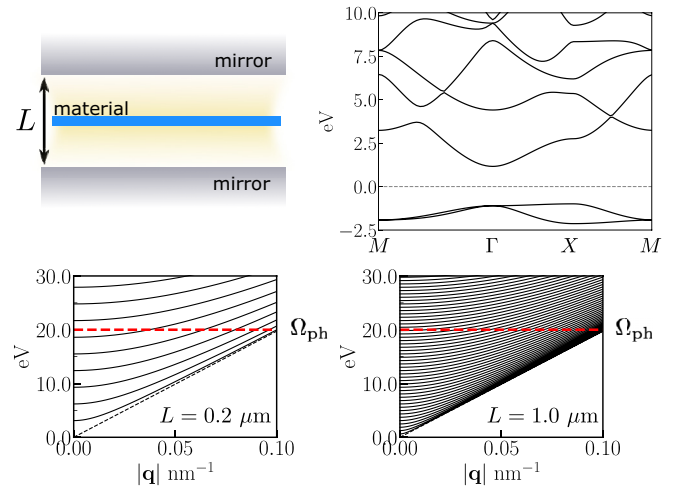 mirror
material
L
mirror
10.0
7.5
5.0
2.5
0.0
−2.5
eV
M Γ X M
30.0
20.0
10.0
0.0
eV
Ω_ph
L = 0.2 μm
0.00 0.05 0.10
|q| nm⁻¹
30.0
20.0
10.0
0.0
eV
Ω_ph
L = 1.0 μm
0.00 0.05 0.10
|q| nm⁻¹